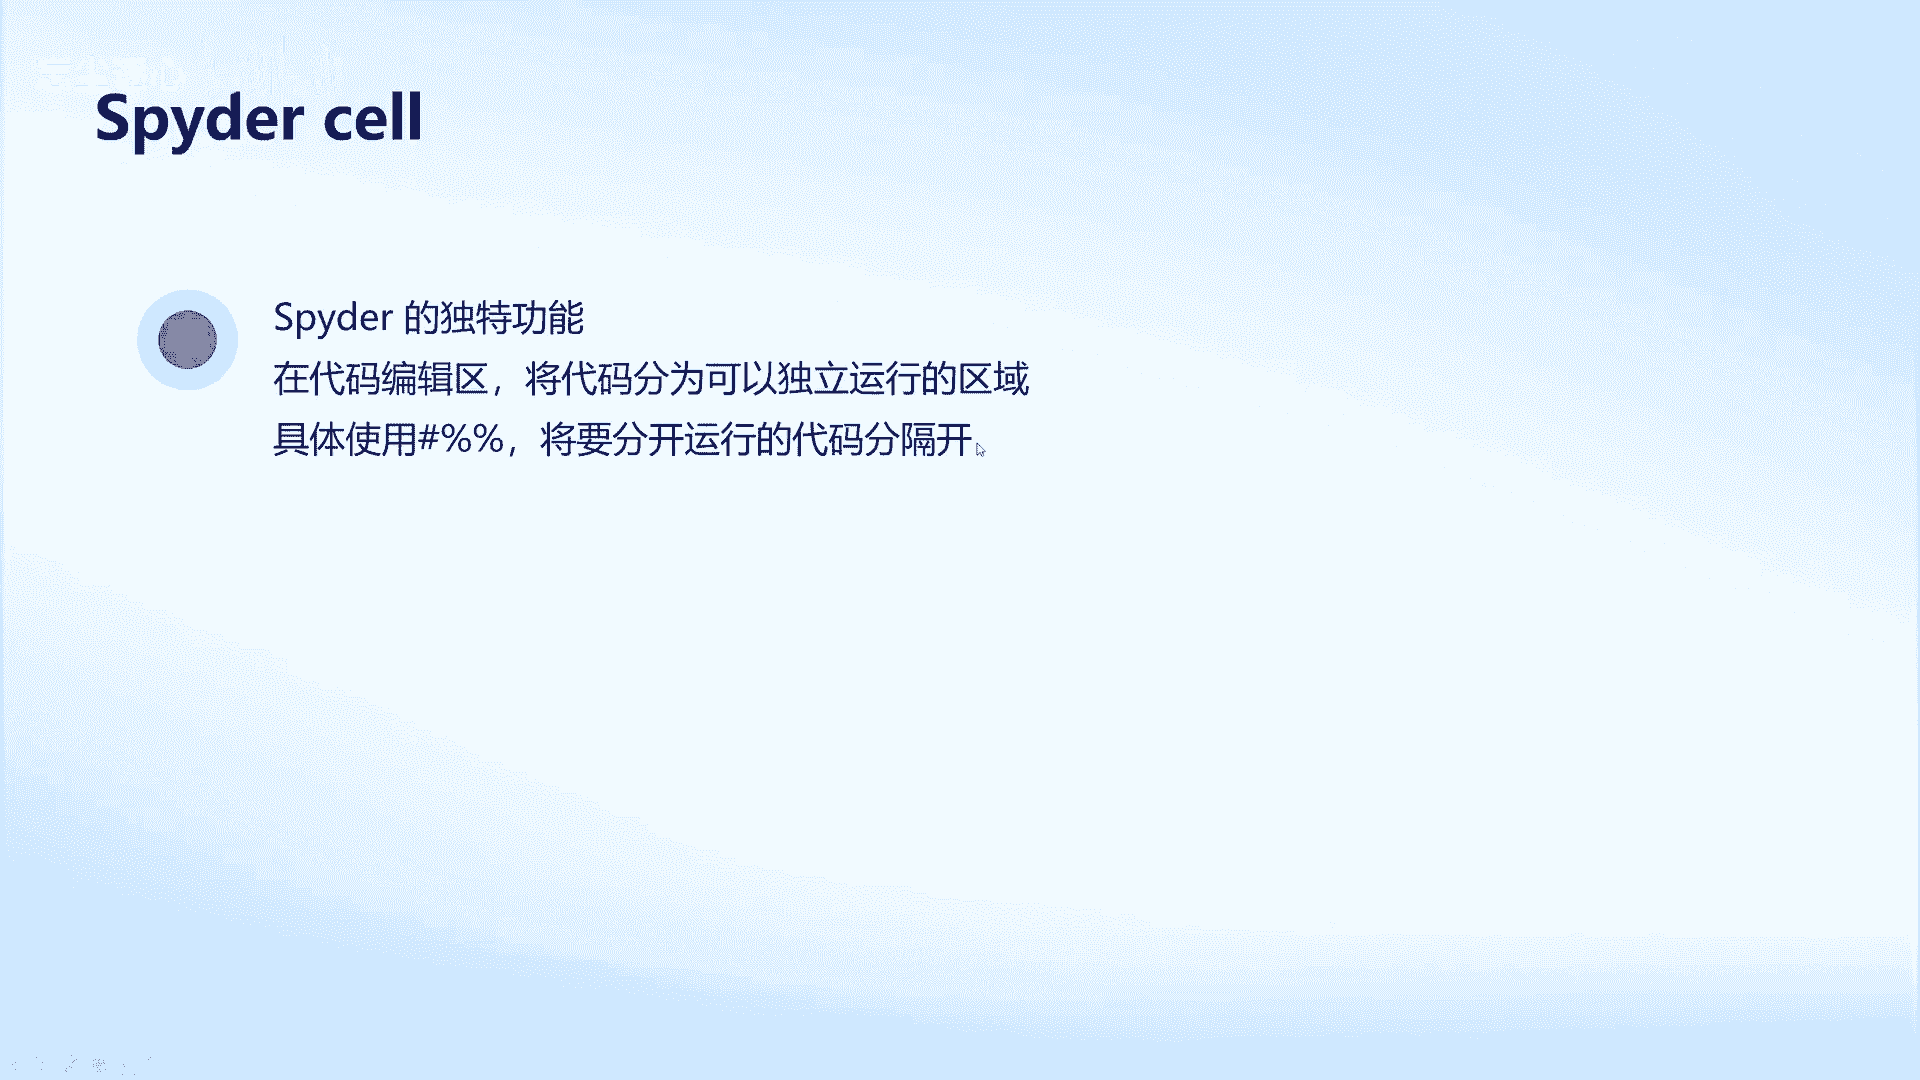 Spyder cell
Spyder 的独特功能
在代码编辑区，将代码分为可以独立运行的区域
具体使用#%%，将要分开运行的代码分隔开